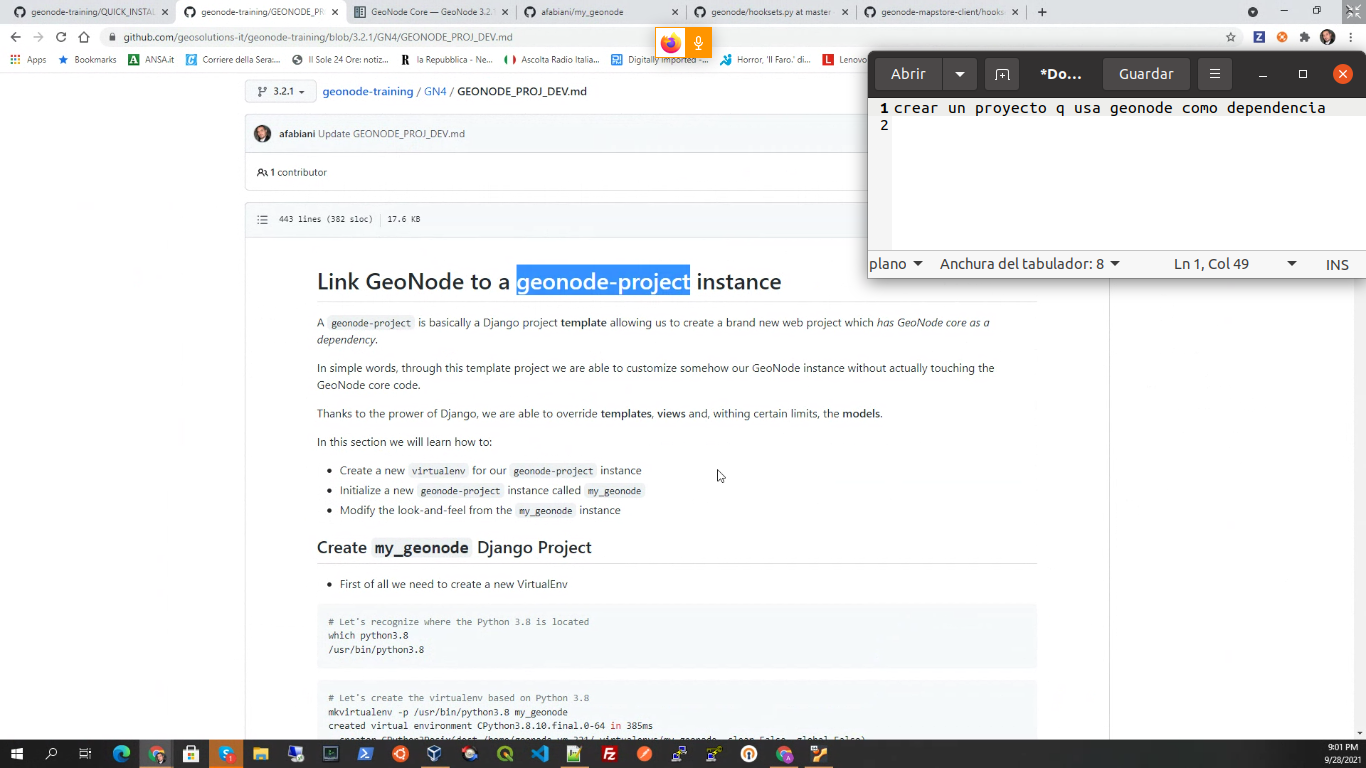 geonode-training/QUICK_INSTAL
geonode-training/GEONODE_PR
GeoNode Core — GeoNode 3.2.1
afabiani/my_geonode
geonode/hooksets.py at master
geonode-mapstore-client/hooks
github.com/geosolutions-it/geonode-training/blob/3.2.1/GN4/GEONODE_PROJ_DEV.md
Apps
Bookmarks
ANSA.it
Corriere della Sera:...
Il Sole 24 Ore: notiz...
la Repubblica - Ne...
Ascolta Radio Italia...
Digitally Imported -...
Horror, 'Il Faro.' di...
Lenovo
Abrir
*Do...
Guardar
1 crear un proyecto q usa geonode como dependencia
2
plano
Anchura del tabulador: 8
Ln 1, Col 49
INS
3.2.1
geonode-training / GN4 / GEONODE_PROJ_DEV.md
afabiani Update GEONODE_PROJ_DEV.md
1 contributor
443 lines (382 sloc)
17.6 KB
Link GeoNode to a geonode-project instance
A geonode-project is basically a Django project template allowing us to create a brand new web project which has GeoNode core as a
dependency.
In simple words, through this template project we are able to customize somehow our GeoNode instance without actually touching the
GeoNode core code.
Thanks to the prower of Django, we are able to override templates, views and, withing certain limits, the models.
In this section we will learn how to:
Create a new virtualenv for our geonode-project instance
Initialize a new geonode-project instance called my_geonode
Modify the look-and-feel from the my_geonode instance
Create my_geonode Django Project
First of all we need to create a new VirtualEnv
# Let's recognize where the Python 3.8 is located
which python3.8
/usr/bin/python3.8
# Let's create the virtualenv based on Python 3.8
mkvirtualenv -p /usr/bin/python3.8 my_geonode
created virtual environment CPython3.8.10.final.0-64 in 385ms
9:01 PM
9/28/2021